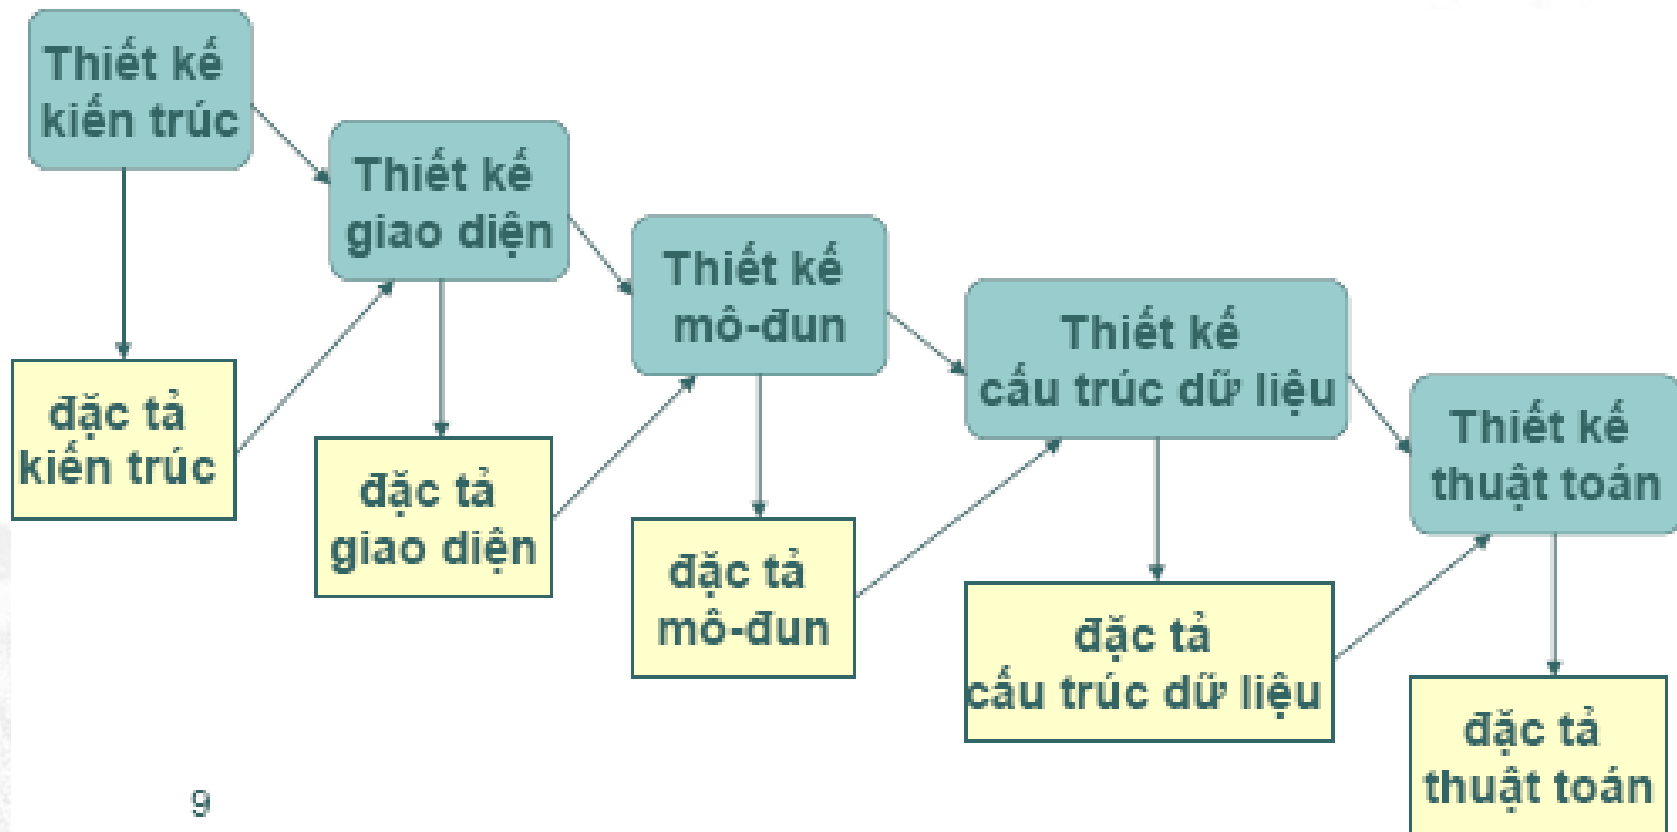 Thiết kế
kiến trúc
Thiết kế
giao diện
Thiết kế
mô-đun
Thiết kế
cấu trúc dữ liệu
Thiết kế
thuật toán
đặc tả
kiến trúc
đặc tả
giao diện
đặc tả
mô-đun
đặc tả
cấu trúc dữ liệu
đặc tả
thuật toán
9